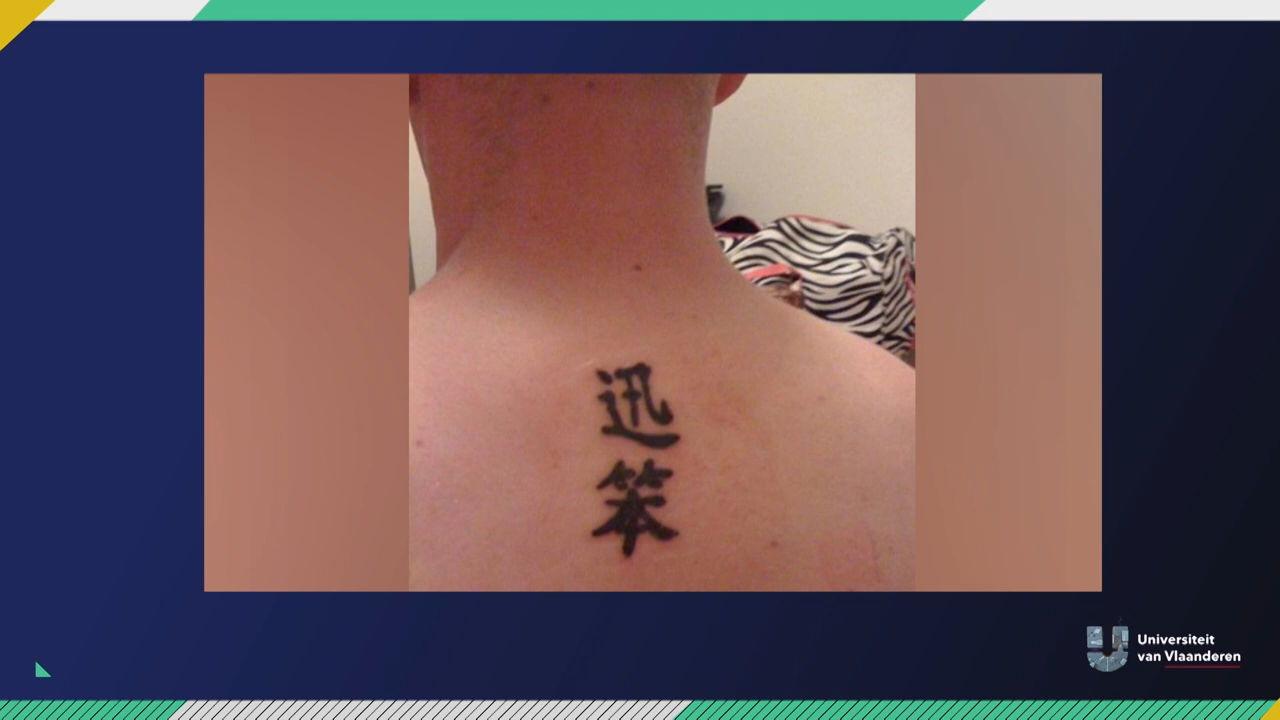 迅
笨
Universiteit
van Vlaanderen